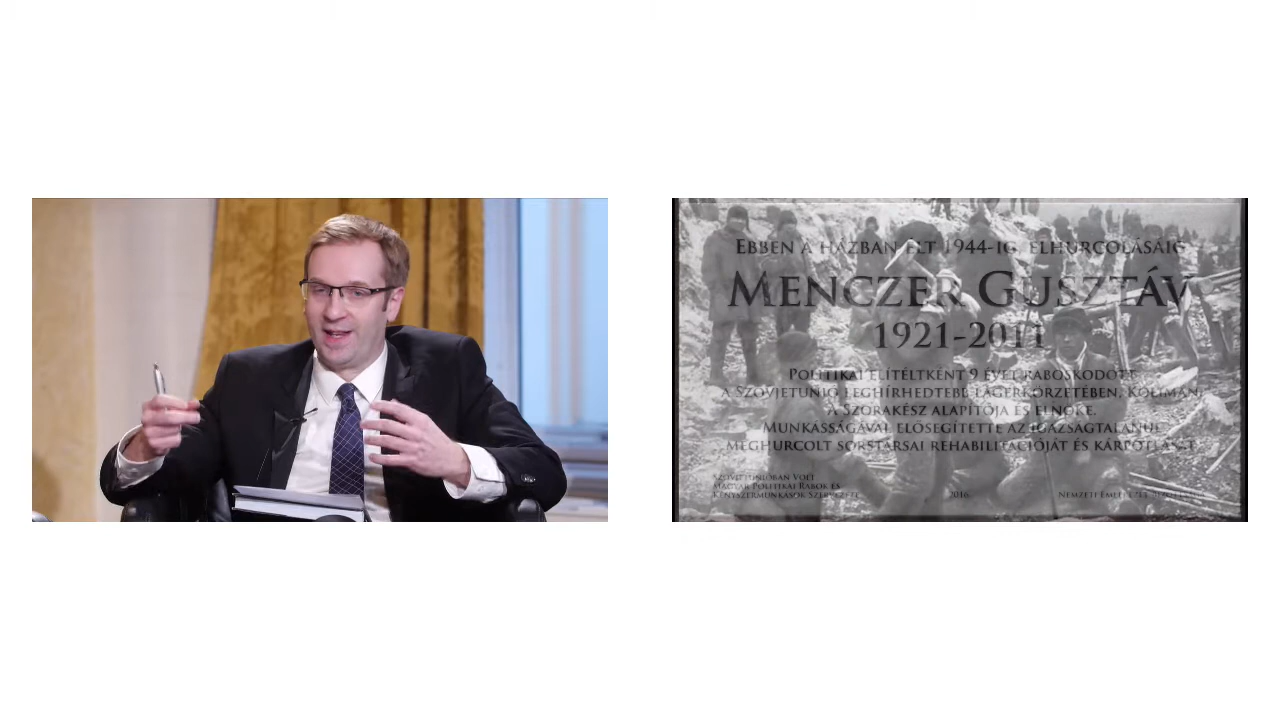 EBBEN A HÁZBAN ÉLT 1944-IG, ELHURCOLÁSÁIG
MENCZER GUSZTÁV
1921-2011
POLITIKAI ELÍTÉLTKÉNT 9 ÉVET RABOSKODOTT
A SZOVJETUNIÓ LEGHÍRHEDTEBB LÁGERKÖRZETÉBEN, KOLIMÁN.
A SZORAKÉSZ ALAPÍTÓJA ÉS ELNÖKE.
MUNKÁSSÁGÁVAL ELŐSEGÍTETTE AZ IGAZSÁGTALANUL
MEGHURCOLT SORSTÁRSAI REHABILITÁCIÓJÁT ÉS KÁRPÓTLÁSÁT.
SZOVJETUNIÓBAN VOLT
MAGYAR POLITIKAI RABOK ÉS
KÉNYSZERMUNKÁSOK SZERVEZETE 2016. NEMZETI EMLÉKEZET